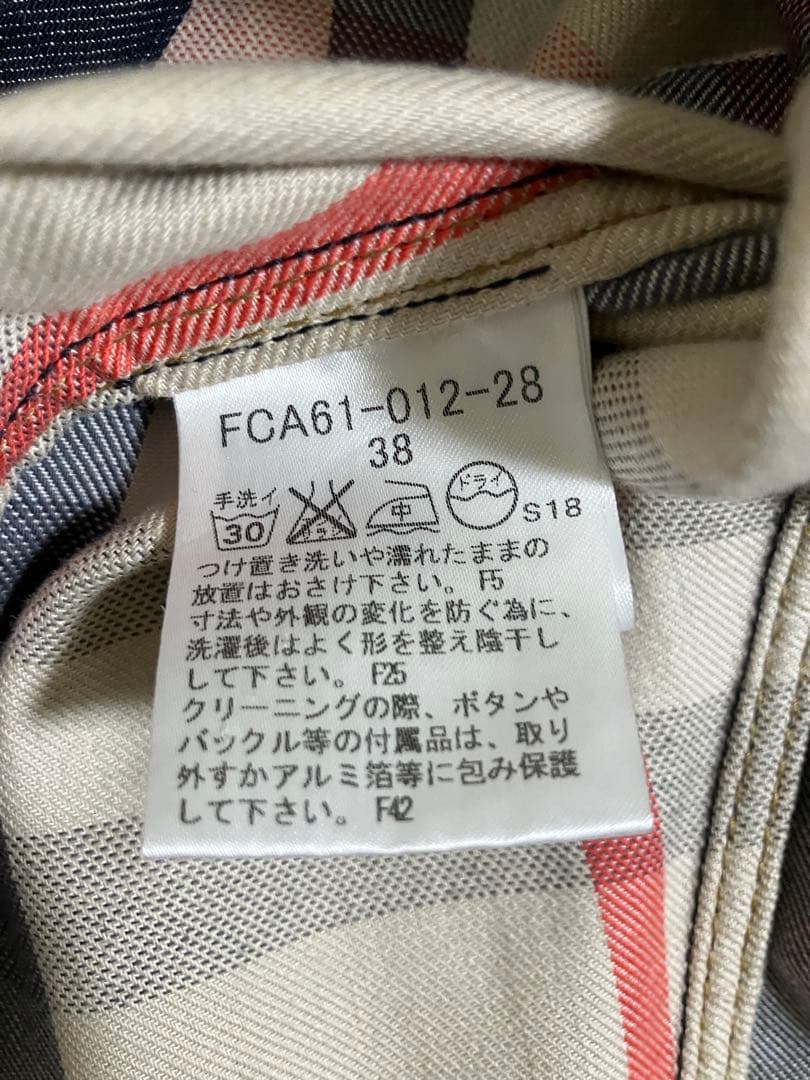 FCA61-012-28
38
手洗イ
30
中
ドライ
S18
つけ置き洗いや濡れたままの
放置はおさけ下さい。 F5
寸法や外観の変化を防ぐ為に、
洗濯後はよく形を整え陰干し
して下さい。 F25
クリーニングの際、ボタンや
バックル等の付属品は、取り
外すかアルミ箔等に包み保護
して下さい。 F42